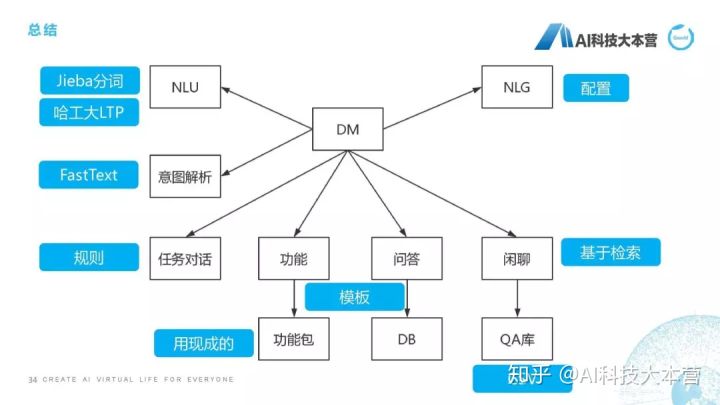 总结
AI科技大本营
Jieba分词
NLU
NLG
配置
哈工大LTP
DM
FastText
意图解析
规则
任务对话
功能
问答
闲聊
基于检索
模板
用现成的
功能包
DB
QA库
知乎 @AI科技大本营
34 CREATE AI VIRTUAL LIFE FOR EVERYONE